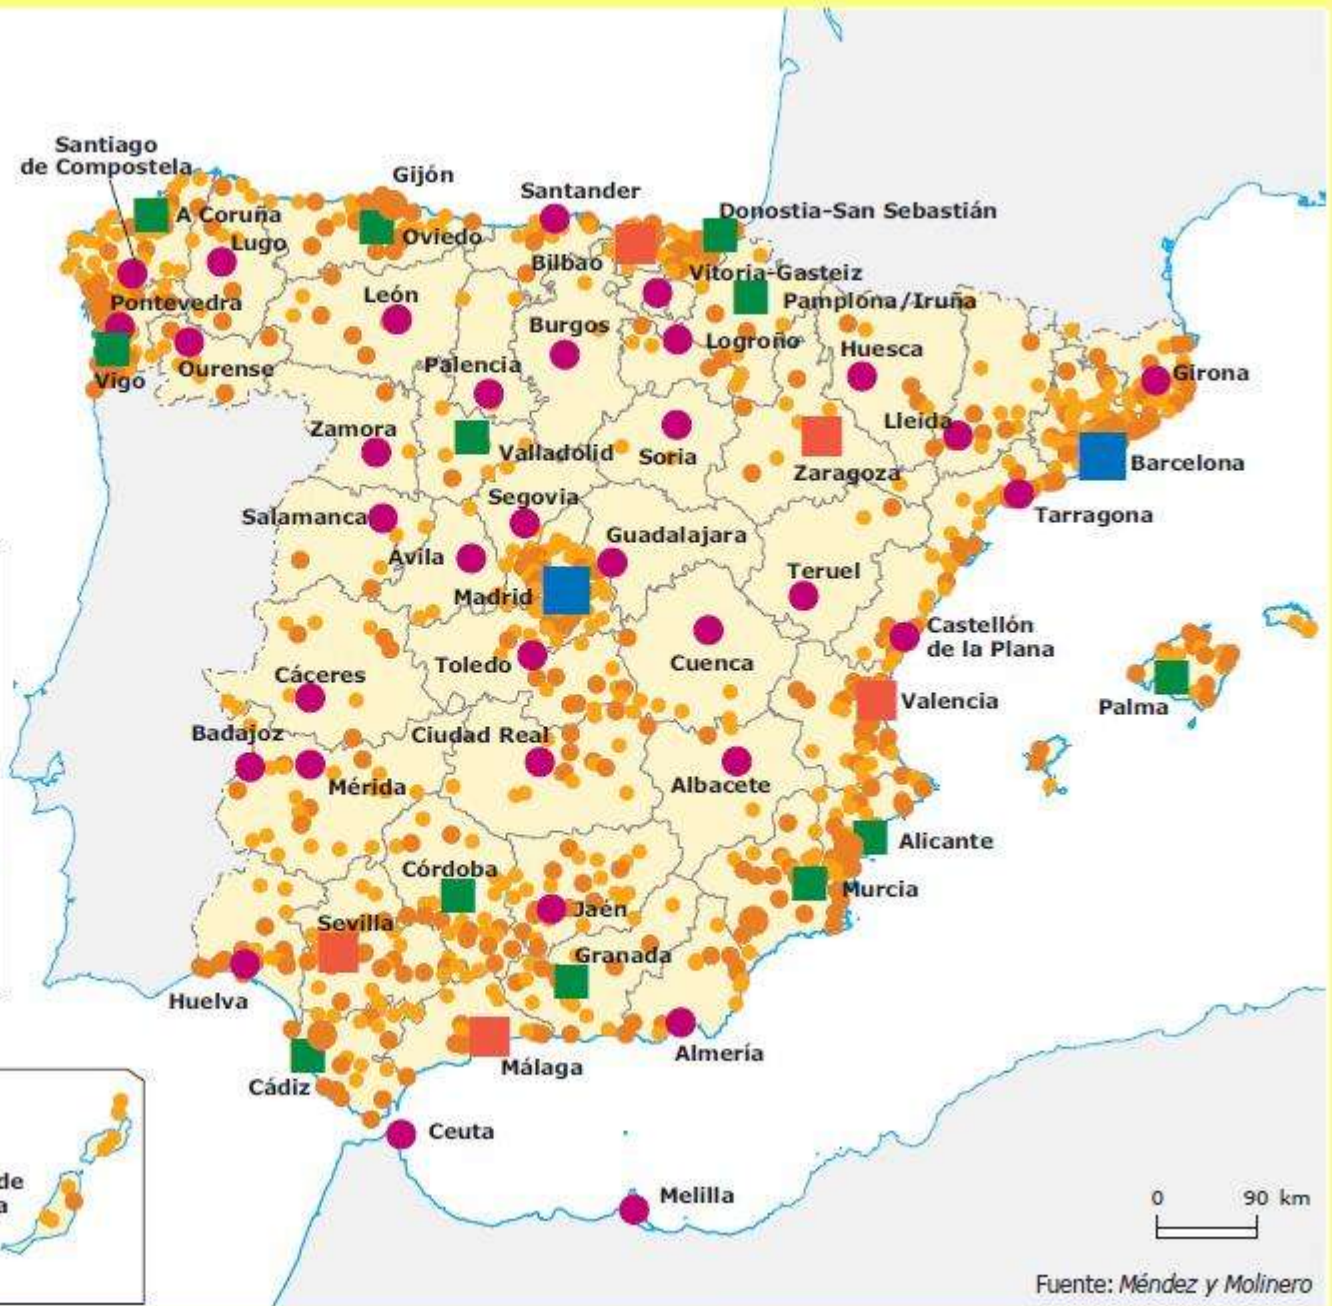 Santiago
de Compostela
Gijón
Santander
A Coruña
Donostia-San Sebastián
Oviedo
Lugo
Bilbao
Vitoria-Gasteiz
Pontevedra
León
Pamplona/Iruña
Burgos
Logroño
Huesca
Palencia
Ourense
Vigo
Girona
Zamora
Lleida
Valladolid
Soria
Zaragoza
Barcelona
Segovia
Salamanca
Tarragona
Guadalajara
Ávila
Teruel
Madrid
Castellón
de la Plana
Toledo
Cuenca
Cáceres
Valencia
Palma
Badajoz
Ciudad Real
Mérida
Albacete
Alicante
Córdoba
Murcia
Jaén
Sevilla
Granada
Huelva
Almería
Málaga
Cádiz
Ceuta
de
a
Melilla
0 90 km
Fuente: Méndez y Molinero